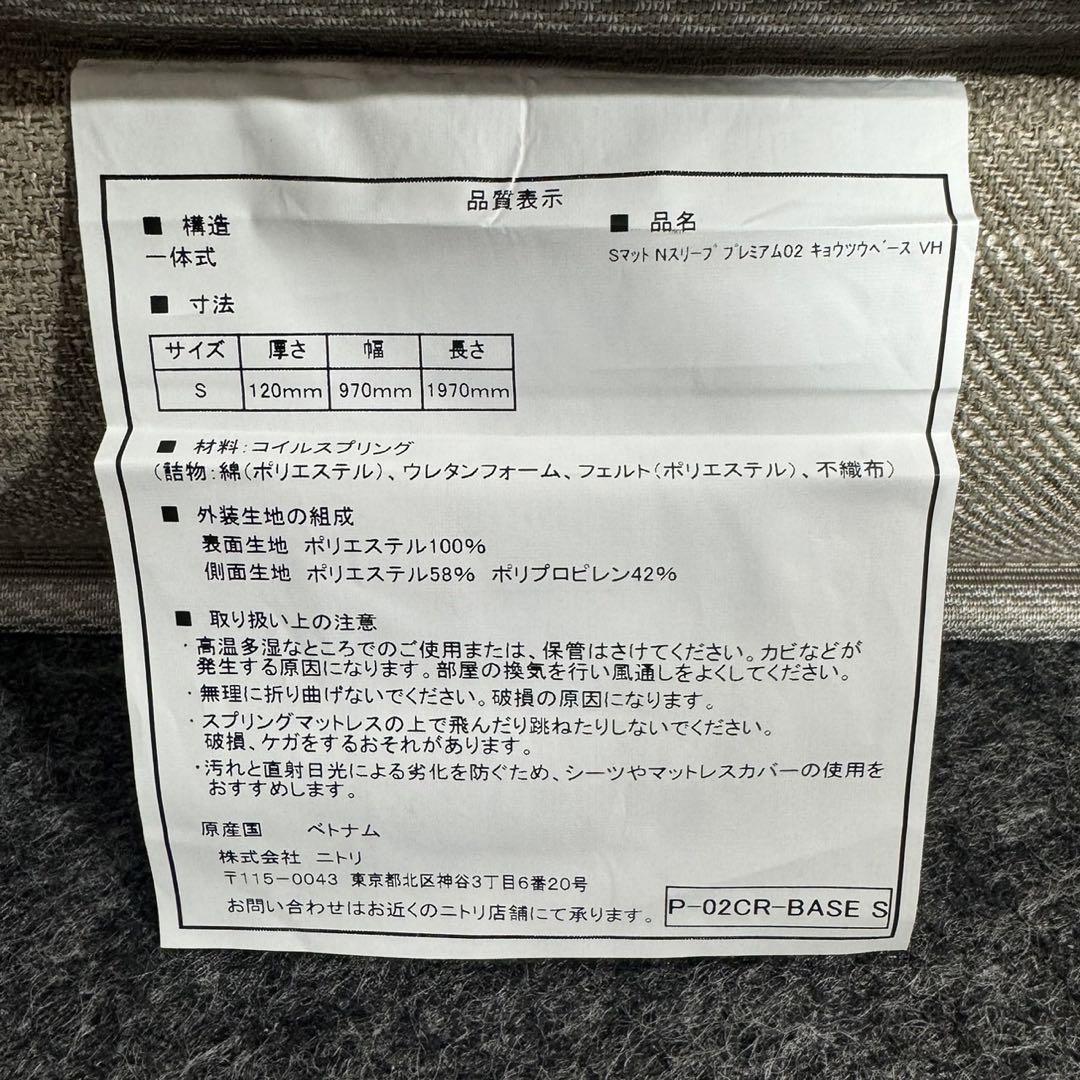 品質表示
■ 構造
一体式
■ 品名
Sマット Nスリープ プレミアム02 キョウツウベース VH
■ 寸法
サイズ 厚さ 幅 長さ
S 120mm 970mm 1970mm
■ 材料:コイルスプリング
(詰物:綿(ポリエステル)、ウレタンフォーム、フェルト(ポリエステル)、不織布)
■ 外装生地の組成
表面生地 ポリエステル100%
側面生地 ポリエステル58% ポリプロピレン42%
■ 取り扱い上の注意
・高温多湿なところでのご使用または、保管はさけてください。カビなどが
発生する原因になります。部屋の換気を行い風通しをよくしてください。
・無理に折り曲げないでください。破損の原因になります。
・スプリングマットレスの上で飛んだり跳ねたりしないでください。
破損、ケガをするおそれがあります。
・汚れと直射日光による劣化を防ぐため、シーツやマットレスカバーの使用を
おすすめします。
原産国 ベトナム
株式会社 ニトリ
〒115-0043 東京都北区神谷3丁目6番20号
お問い合わせはお近くのニトリ店舗にて承ります。
P-02CR-BASE S